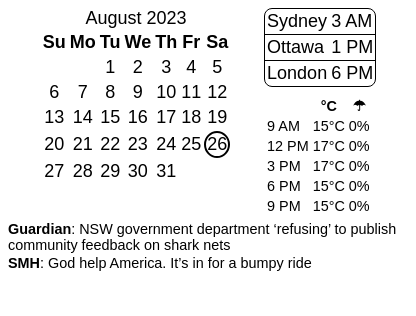 August 2023
Su Mo Tu We Th Fr Sa
1 2 3 4 5
6 7 8 9 10 11 12
13 14 15 16 17 18 19
20 21 22 23 24 25 26
27 28 29 30 31
Sydney 3 AM
Ottawa 1 PM
London 6 PM
°C ☂
9 AM 15°C 0%
12 PM 17°C 0%
3 PM 17°C 0%
6 PM 15°C 0%
9 PM 15°C 0%
Guardian: NSW government department ‘refusing’ to publish
community feedback on shark nets
SMH: God help America. It’s in for a bumpy ride